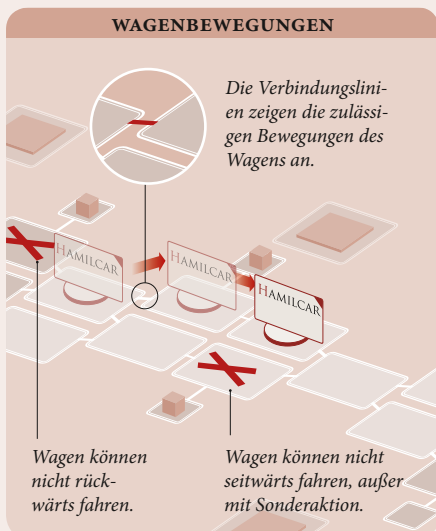 WAGENBEWEGUNGEN
Die Verbindungslini-
en zeigen die zulässi-
gen Bewegungen des
Wagens an.
HAMILCAR
HAMILCAR
HAMILCAR
Wagen können
nicht rück-
wärts fahren.
Wagen können nicht
seitwärts fahren, außer
mit Sonderaktion.